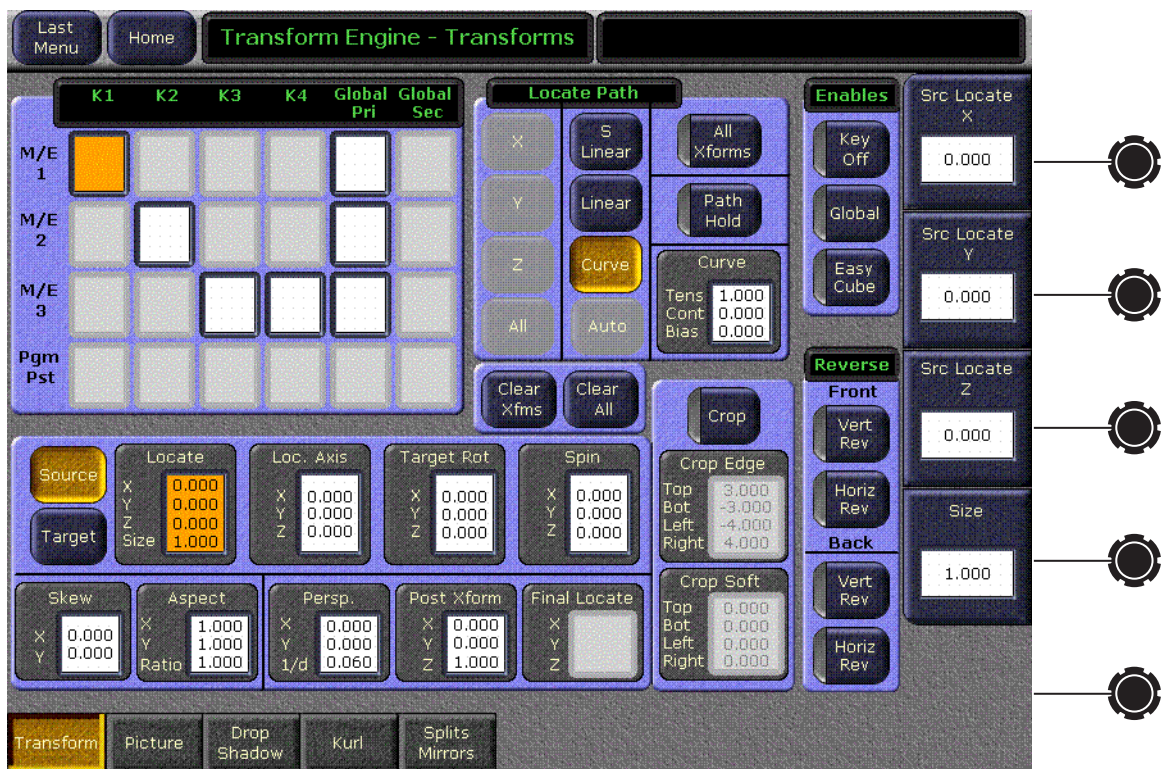 Last Menu
Home
Transform Engine - Transforms
K1 K2 K3 K4 Global Pri Global Sec
M/E 1
M/E 2
M/E 3
Pgm Pst
Locate Path
X
Y
Z
All
S Linear
Linear
Curve
Auto
All Xforms
Path Hold
Curve
Tens 1.000
Cont 0.000
Bias 0.000
Clear Xfms
Clear All
Enables
Key Off
Global
Easy Cube
Reverse
Front
Vert Rev
Horiz Rev
Back
Vert Rev
Horiz Rev
Src Locate X
0.000
Src Locate Y
0.000
Src Locate Z
0.000
Size
1.000
Source
Target
Locate
X 0.000
Y 0.000
Z 0.000
Size 1.000
Loc. Axis
X 0.000
Y 0.000
Z 0.000
Target Rot
X 0.000
Y 0.000
Z 0.000
Spin
X 0.000
Y 0.000
Z 0.000
Crop
Crop Edge
Top 3.000
Bot -3.000
Left -4.000
Right 4.000
Crop Soft
Top 0.000
Bot 0.000
Left 0.000
Right 0.000
Skew
X 0.000
Y 0.000
Aspect
X 1.000
Y 1.000
Ratio 1.000
Persp.
X 0.000
Y 0.000
1/d 0.060
Post Xform
X 0.000
Y 0.000
Z 1.000
Final Locate
X
Y
Z
Transform
Picture
Drop Shadow
Kurl
Splits Mirrors